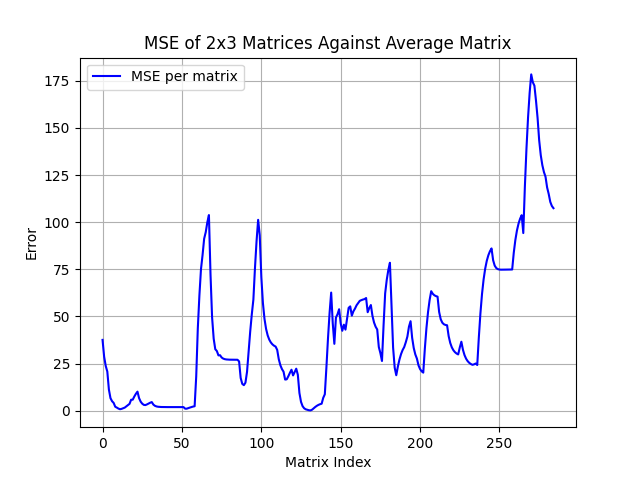 MSE of 2x3 Matrices Against Average Matrix
MSE per matrix
175
150
125
100
75
50
25
0
Error
0 50 100 150 200 250
Matrix Index